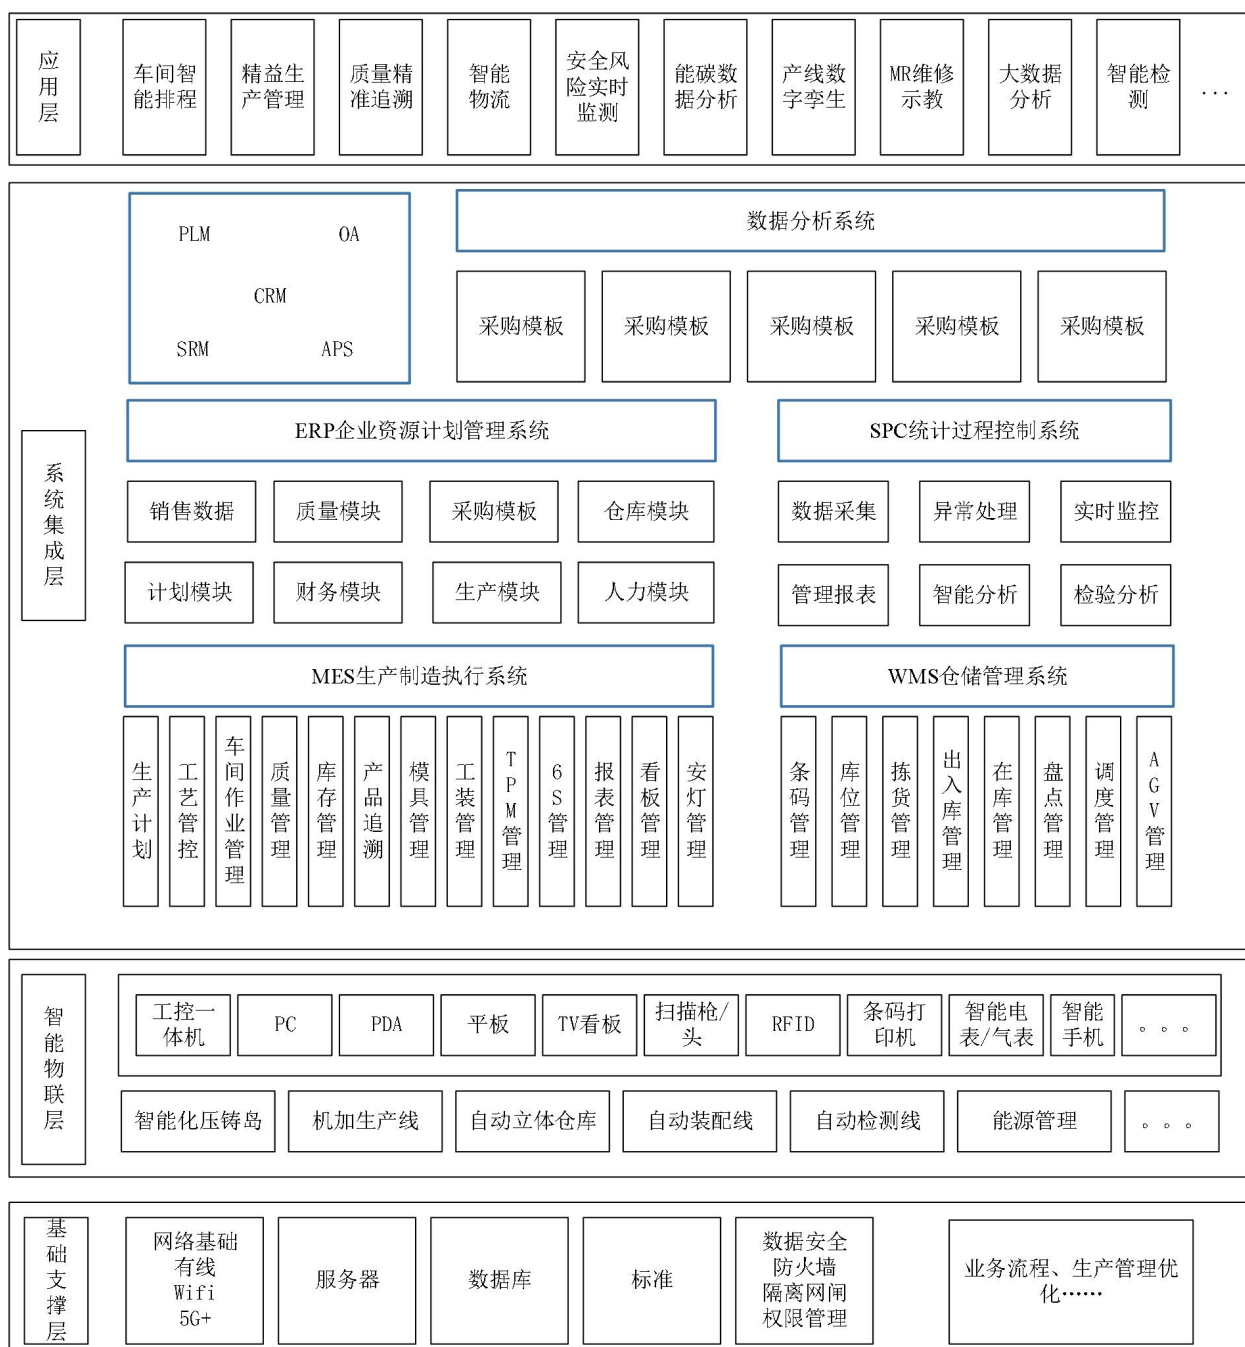 应用层
车间智
能排程
精益生
产管理
质量精
准追溯
智能
物流
安全风
险实时
监测
能碳数
据分析
产线数
字孪生
MR维修
示教
大数据
分析
智能检
测
...
系统集成层
PLM
OA
CRM
SRM
APS
数据分析系统
采购模板
采购模板
采购模板
采购模板
采购模板
ERP企业资源计划管理系统
销售数据
质量模块
采购模板
仓库模块
计划模块
财务模块
生产模块
人力模块
SPC统计过程控制系统
数据采集
异常处理
实时监控
管理报表
智能分析
检验分析
MES生产制造执行系统
生产计划
工艺管控
车间作业管理
质量管理
库存管理
产品追溯
模具管理
工装管理
TPM管理
6S管理
报表管理
看板管理
安灯管理
WMS仓储管理系统
条码管理
库位管理
拣货管理
出入库管理
在库管理
盘点管理
调度管理
AGV管理
智能物联层
工控一
体机
PC
PDA
平板
TV看板
扫描枪/
头
RFID
条码打
印机
智能电
表/气表
智能
手机
。。。
智能化压铸岛
机加生产线
自动立体仓库
自动装配线
自动检测线
能源管理
。。。
基础支撑层
网络基础
有线
Wifi
5G+
服务器
数据库
标准
数据安全
防火墙
隔离网闸
权限管理
业务流程、生产管理优
化……